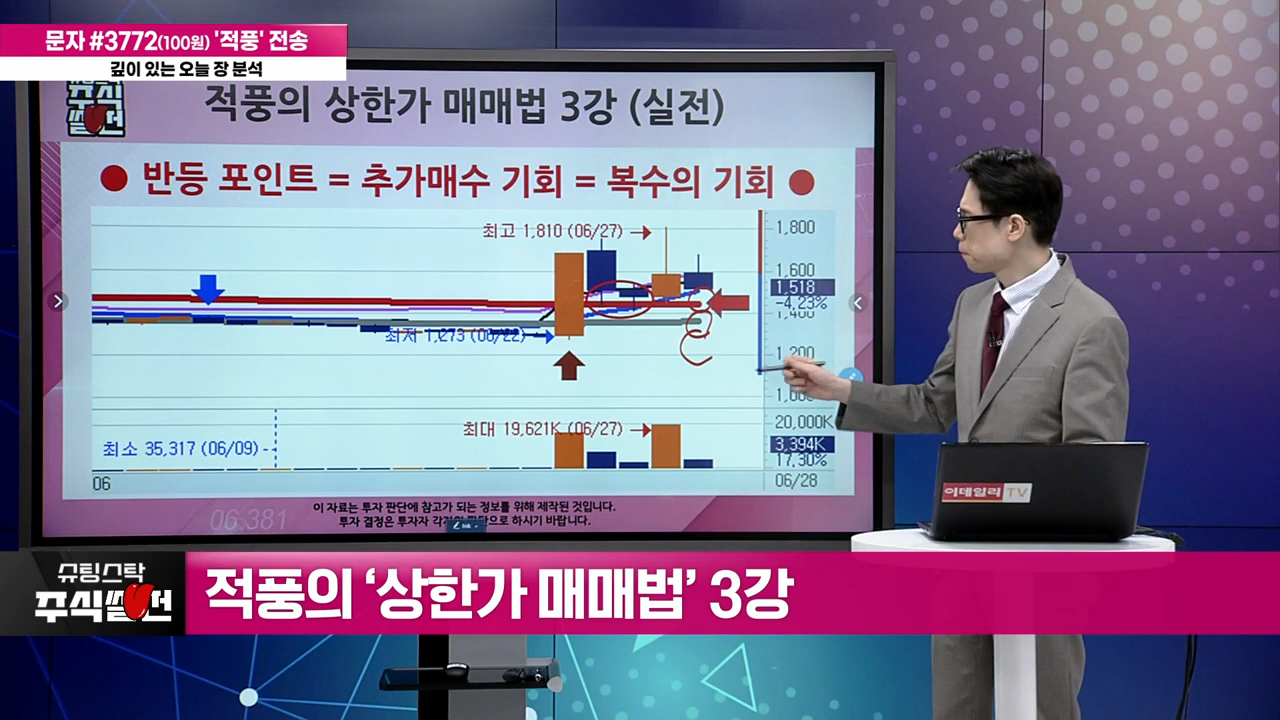 문자 #3772(100원) '적풍' 전송
깊이 있는 오늘 장 분석
주식
썰전
적풍의 상한가 매매법 3강 (실전)
● 반등 포인트 = 추가매수 기회 = 복수의 기회 ●
최고 1,810 (06/27)
1,800
1,600
1,518
-4,23%
1,400
최저 1,273 (06/22)
1,200
1,000
최대 19,621K (06/27)
20,000K
최소 35,317 (06/09)
3,394K
17,30%
06
06/28
이 자료는 투자 판단에 참고가 되는 정보를 위해 제작된 것입니다.
투자 결정은 투자자 각자의 판단으로 하시기 바랍니다.
06,381
Ink
이데일리TV
슈팅스탁
주식썰전
적풍의 '상한가 매매법' 3강